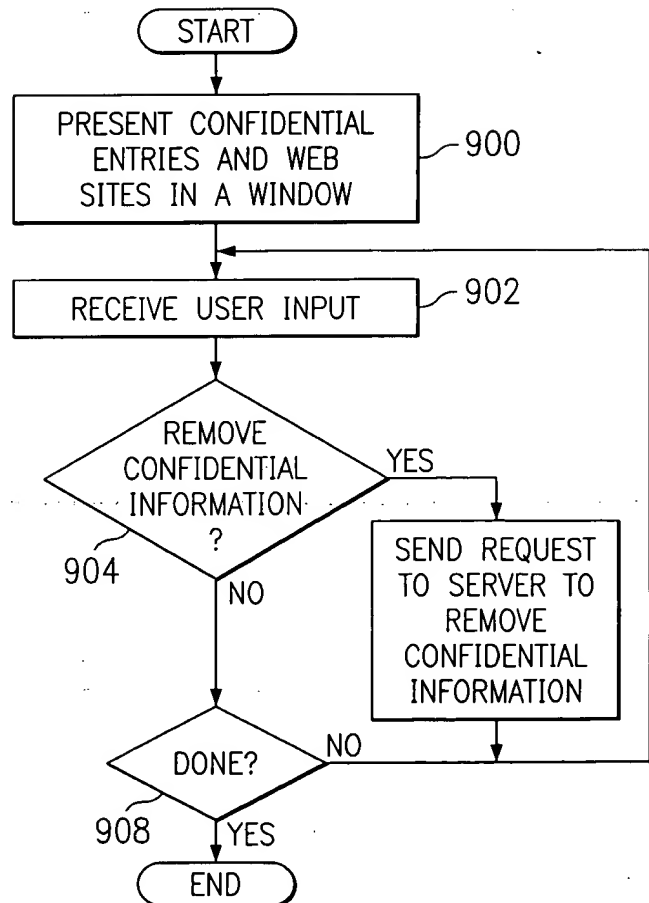 START
PRESENT CONFIDENTIAL
ENTRIES AND WEB
SITES IN A WINDOW
900
RECEIVE USER INPUT
902
REMOVE
CONFIDENTIAL
INFORMATION
?
904
YES
NO
SEND REQUEST
TO SERVER TO
REMOVE
CONFIDENTIAL
INFORMATION
DONE?
908
NO
YES
END